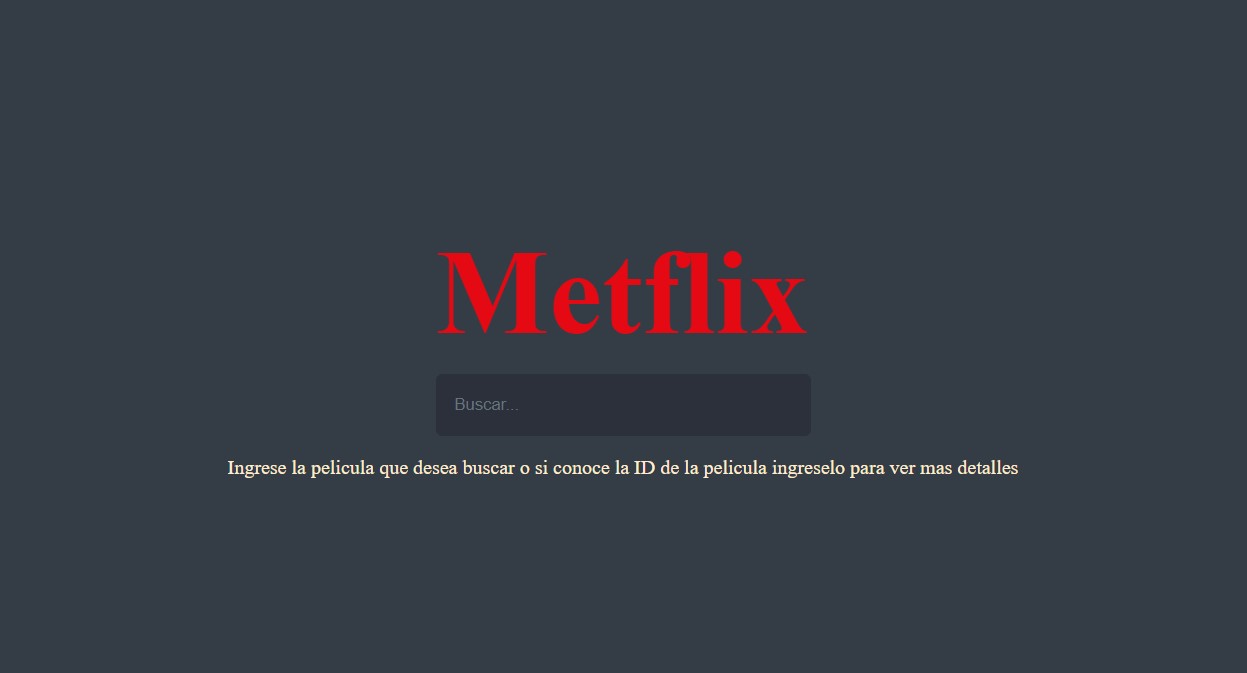 Metflix
Buscar...
Ingrese la pelicula que desea buscar o si conoce la ID de la pelicula ingreselo para ver mas detalles